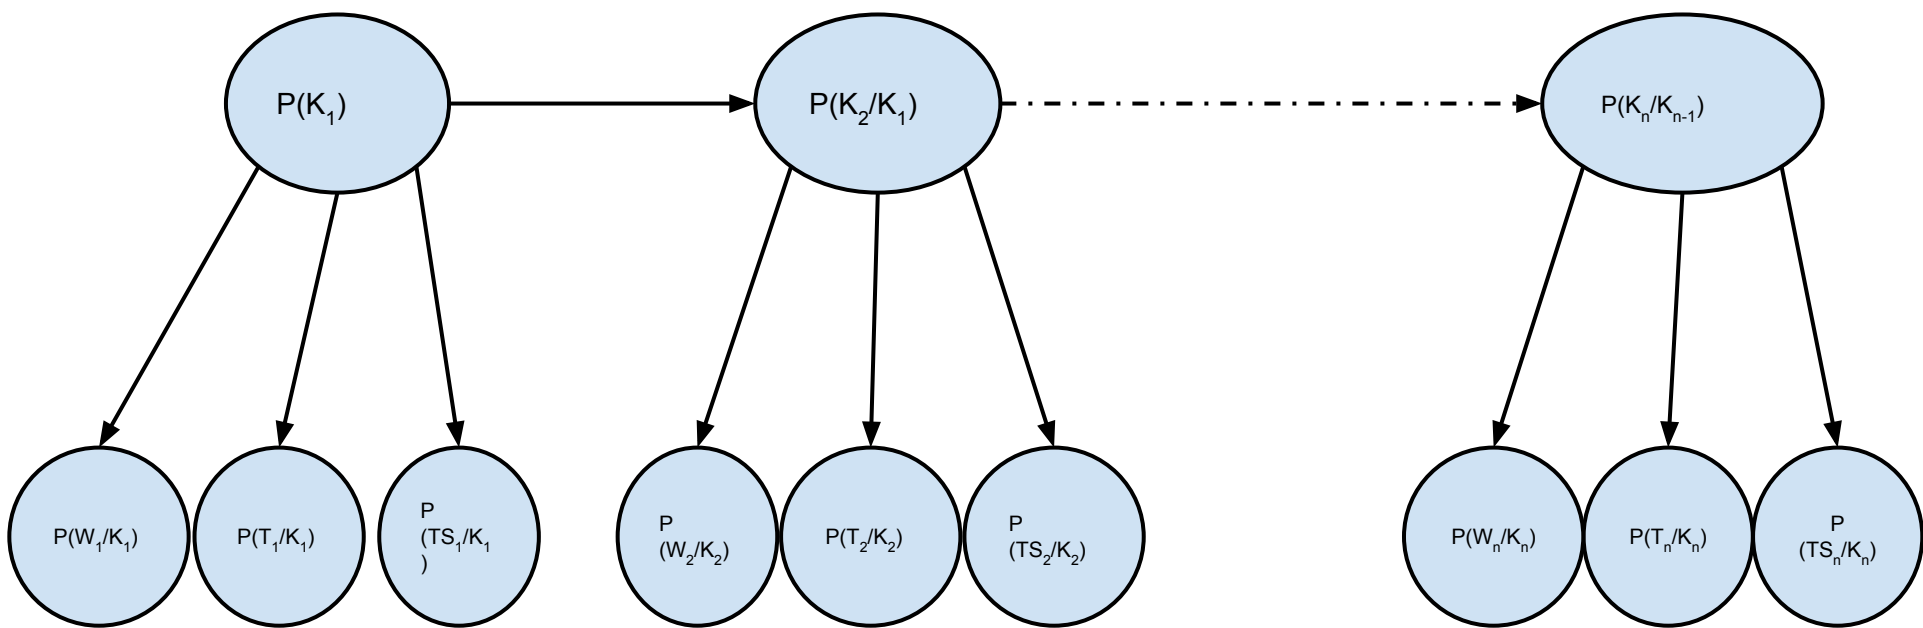 P(K₁)
P(K₂/K₁)
P(Kₙ/Kₙ₋₁)
P(W₁/K₁)
P(T₁/K₁)
P
(TS₁/K₁
)
P
(W₂/K₂)
P(T₂/K₂)
P
(TS₂/K₂)
P(Wₙ/Kₙ)
P(Tₙ/Kₙ)
P
(TSₙ/Kₙ)